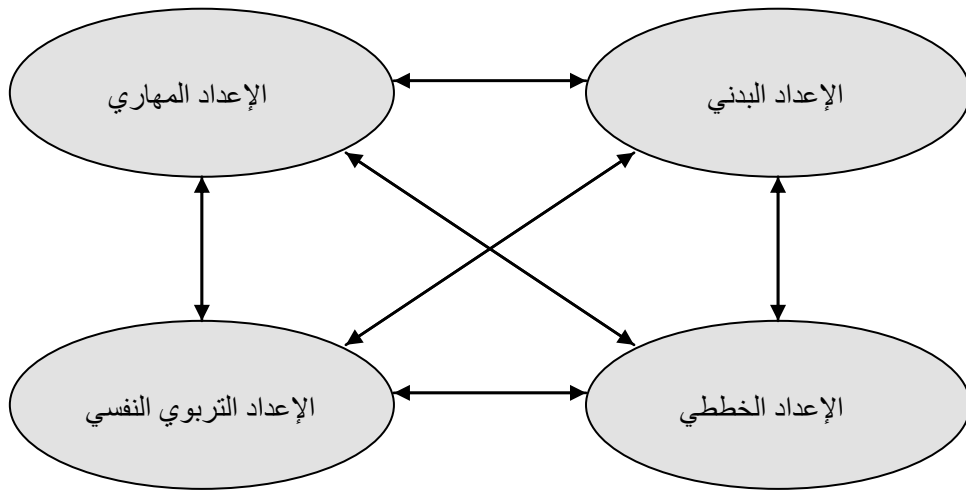 الإعداد البدني
الإعداد المهاري
الإعداد الخططي
الإعداد التربوي النفسي